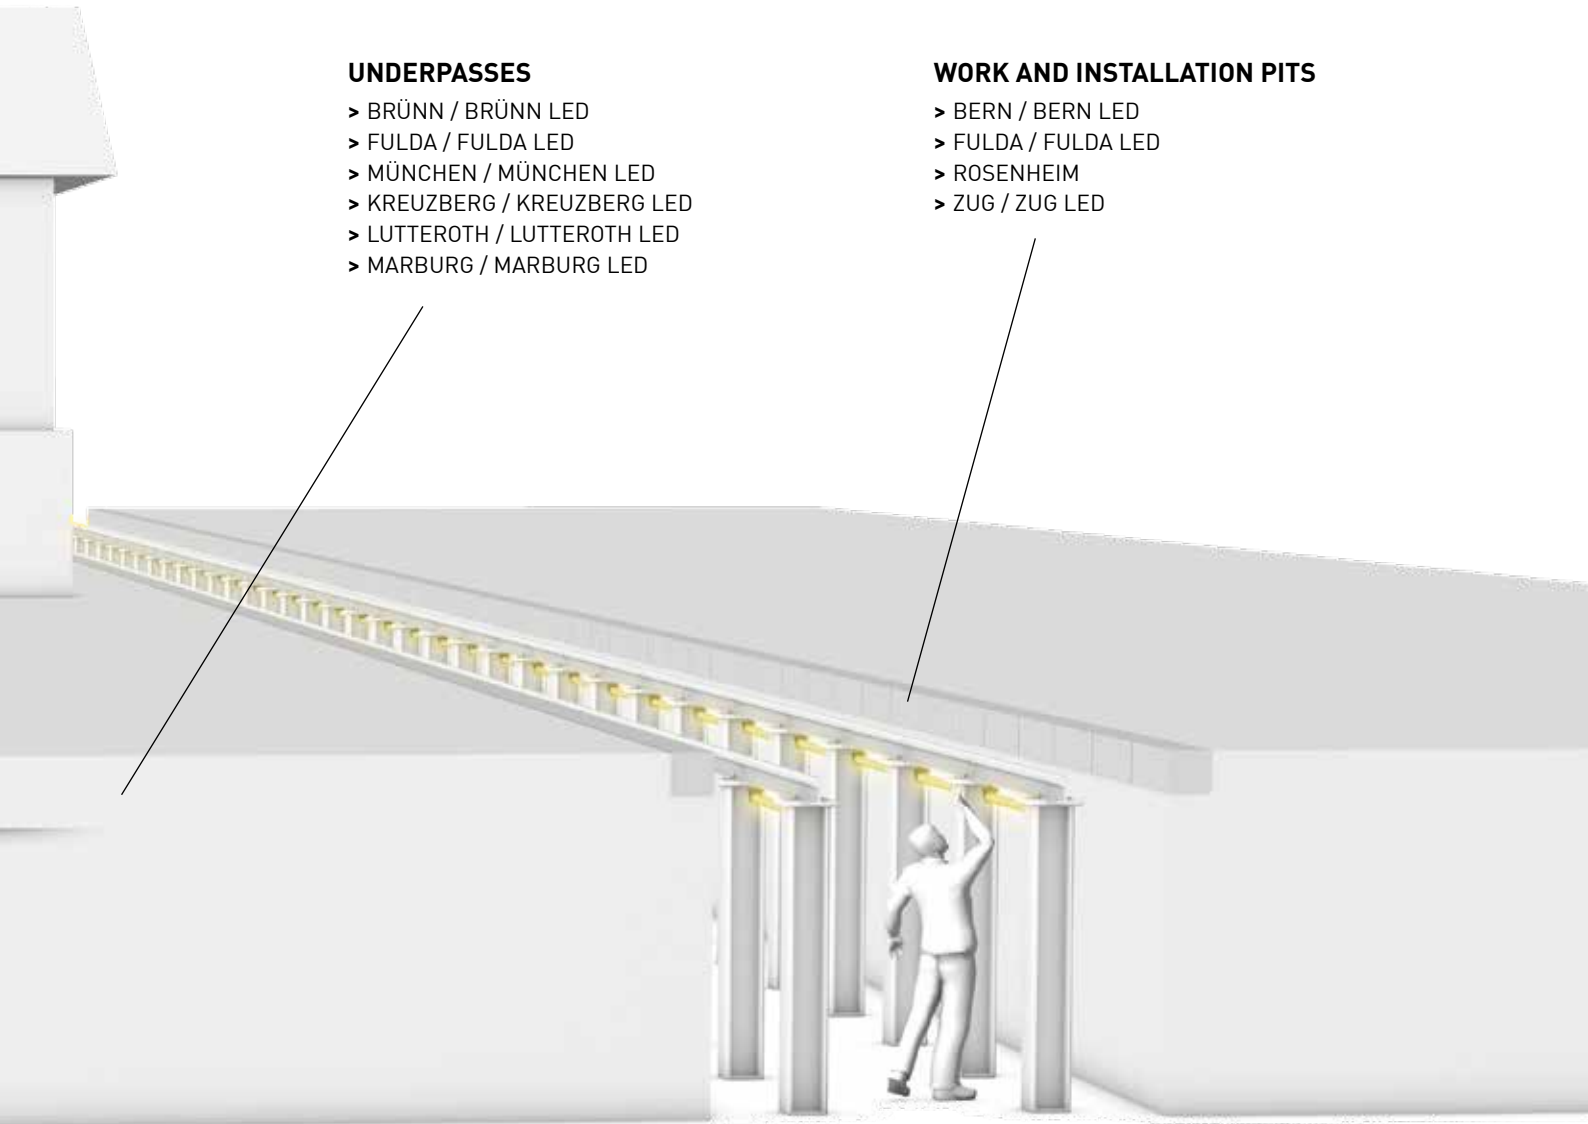 UNDERPASSES
> BRÜNN / BRÜNN LED
> FULDA / FULDA LED
> MÜNCHEN / MÜNCHEN LED
> KREUZBERG / KREUZBERG LED
> LUTTEROTH / LUTTEROTH LED
> MARBURG / MARBURG LED
WORK AND INSTALLATION PITS
> BERN / BERN LED
> FULDA / FULDA LED
> ROSENHEIM
> ZUG / ZUG LED